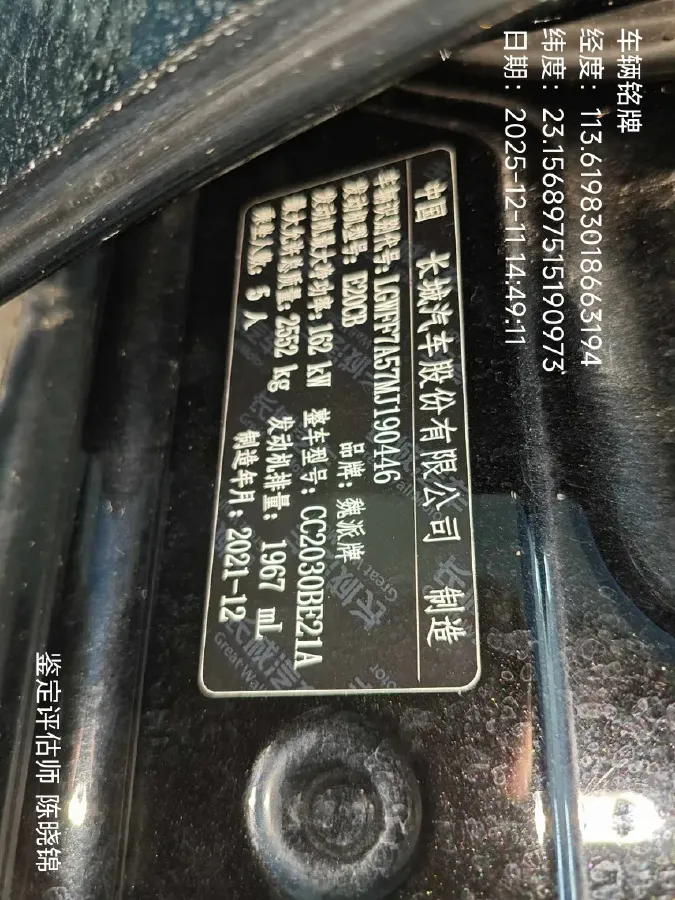 车辆铭牌
经度：113.61983018663194
纬度：23.156897515190973
日期：2025-12-11 14:49:11
中国 长城汽车股份有限公司 制造
车辆识别代号：LGWFF7A57MJ190446
发动机型号：E20CB 品牌：魏派牌
发动机最大净功率：162 kW 整车型号：CC2030BE21A
最大允许总质量：2552 kg 发动机排量：1967 mL
乘坐人数：5 人 制造年月：2021-12
鉴定评估师 陈晓锦